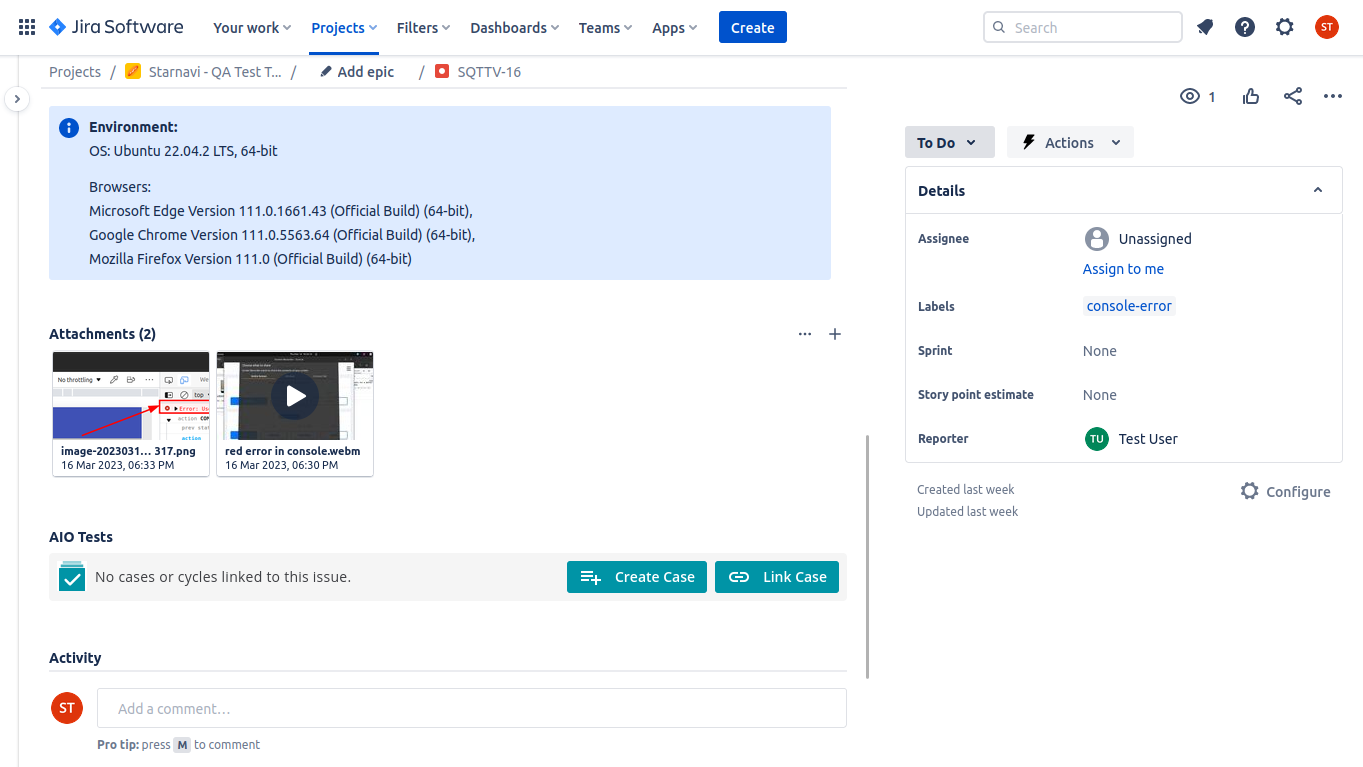 Jira Software
Your work
Projects
Filters
Dashboards
Teams
Apps
Create
Search
ST
Projects / Starnavi - QA Test T... / Add epic / SQTTV-16
1
Environment:
OS: Ubuntu 22.04.2 LTS, 64-bit
Browsers:
Microsoft Edge Version 111.0.1661.43 (Official Build) (64-bit),
Google Chrome Version 111.0.5563.64 (Official Build) (64-bit),
Mozilla Firefox Version 111.0 (Official Build) (64-bit)
Attachments (2)
No throttling
top
Error:
action
prev
action
image-2023031… 317.png
16 Mar 2023, 06:33 PM
red error in console.webm
16 Mar 2023, 06:30 PM
AIO Tests
No cases or cycles linked to this issue.
Create Case
Link Case
Activity
ST
Add a comment…
Pro tip: press M to comment
To Do
Actions
Details
Assignee
Unassigned
Assign to me
Labels
console-error
Sprint
None
Story point estimate
None
Reporter
TU
Test User
Created last week
Updated last week
Configure